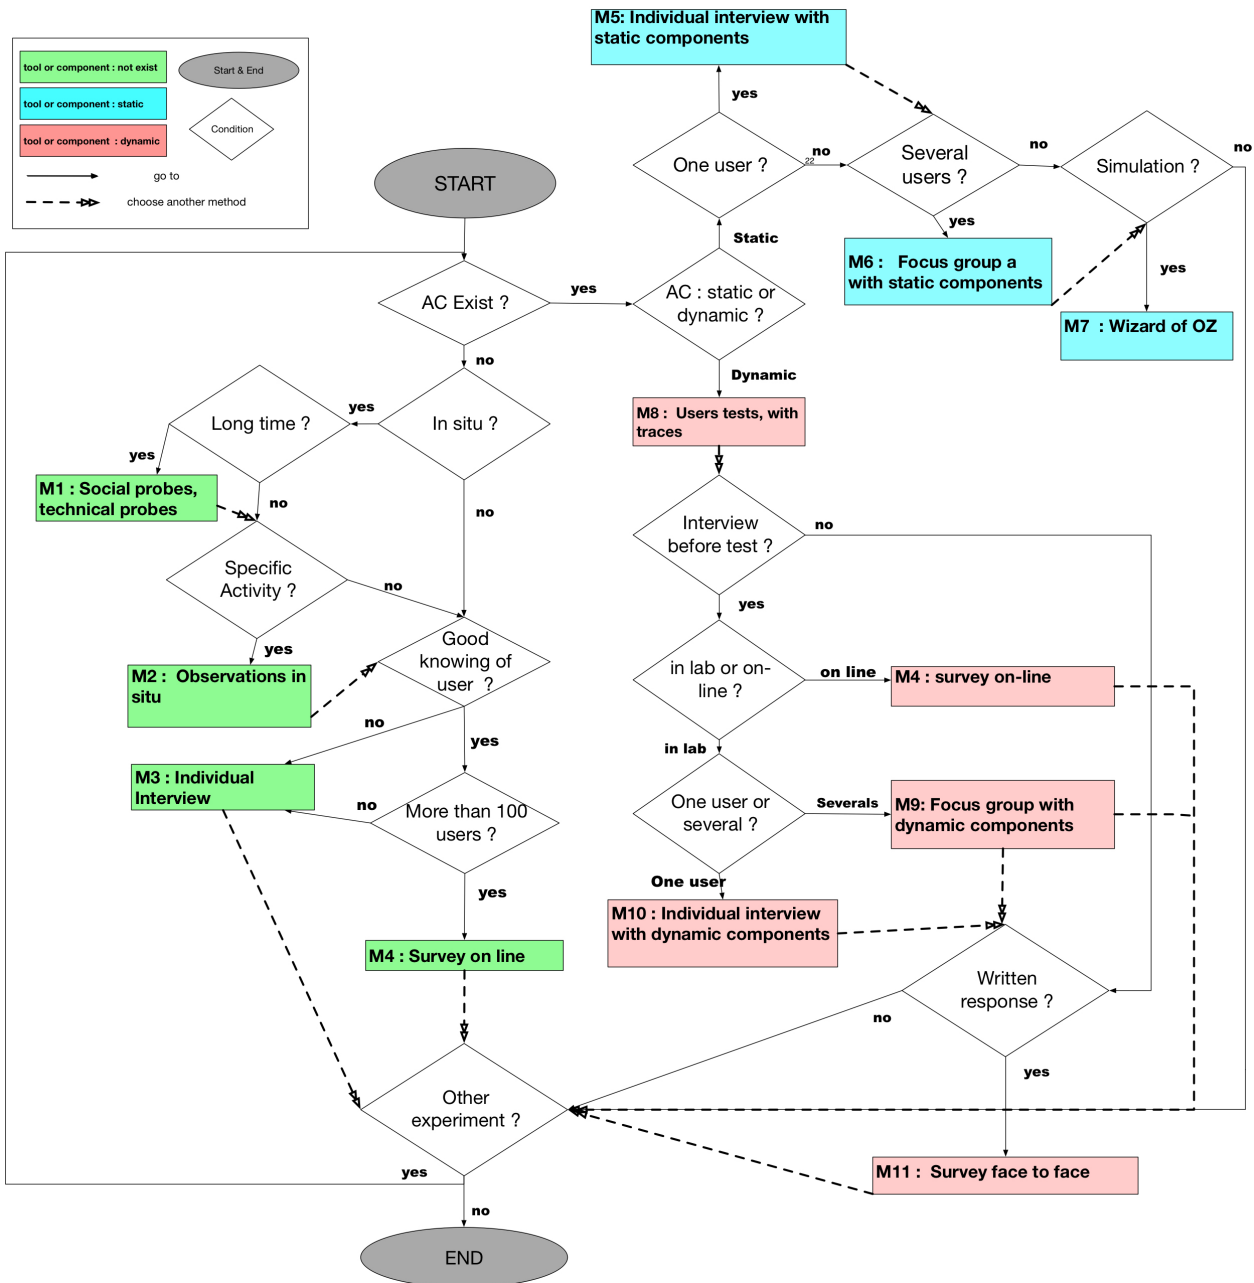 tool or component : not exist
tool or component : static
tool or component  : dynamic
Start & End
Condition
go to
choose another method
START
AC Exist ?
yes
no
AC : static or
dynamic ?
Static
Dynamic
One user ?
yes
no
22
M5: Individual interview with
static components
Several
users ?
no
yes
Simulation ?
no
yes
M6 :   Focus group a
with static components
M7  : Wizard of OZ
In situ ?
yes
no
Long time ?
yes
no
M1 : Social probes,
technical probes
Specific
Activity ?
no
yes
M2 :  Observations in
situ
Good
knowing of
user  ?
no
yes
M3 : Individual
Interview
More than 100
users ?
no
yes
M4 : Survey on line
M8 :  Users tests, with
traces
Interview
before test ?
no
yes
in lab or on-
line ?
on line
in lab
M4 : survey on-line
One user or
several ?
Severals
One user
M9: Focus group with
dynamic components
M10 : Individual interview
with dynamic components
Written
response ?
no
yes
M11 :  Survey face to face
Other
experiment ?
yes
no
END